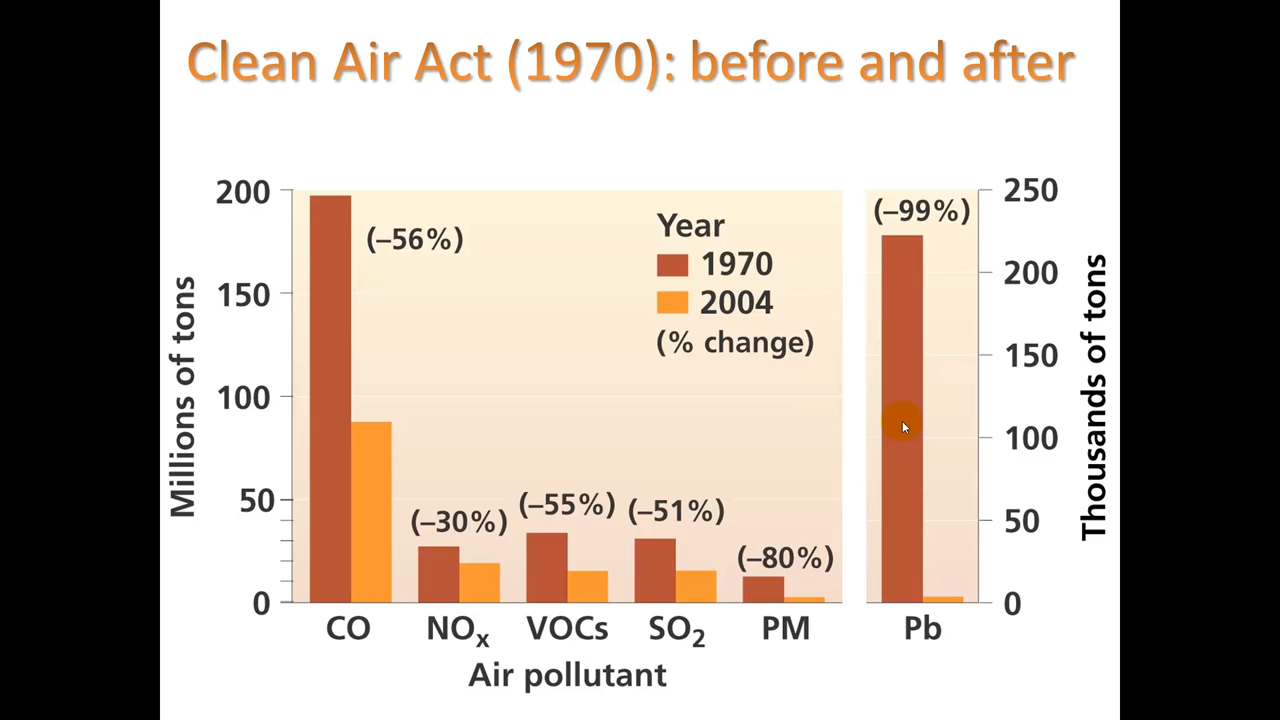 Clean Air Act (1970): before and after
Millions of tons
200
150
100
50
0
(–56%)
(–30%)
(–55%)
(–51%)
(–80%)
Year
1970
2004
(% change)
(–99%)
250
200
150
100
50
0
Thousands of tons
CO
NOx
VOCs
SO2
PM
Pb
Air pollutant